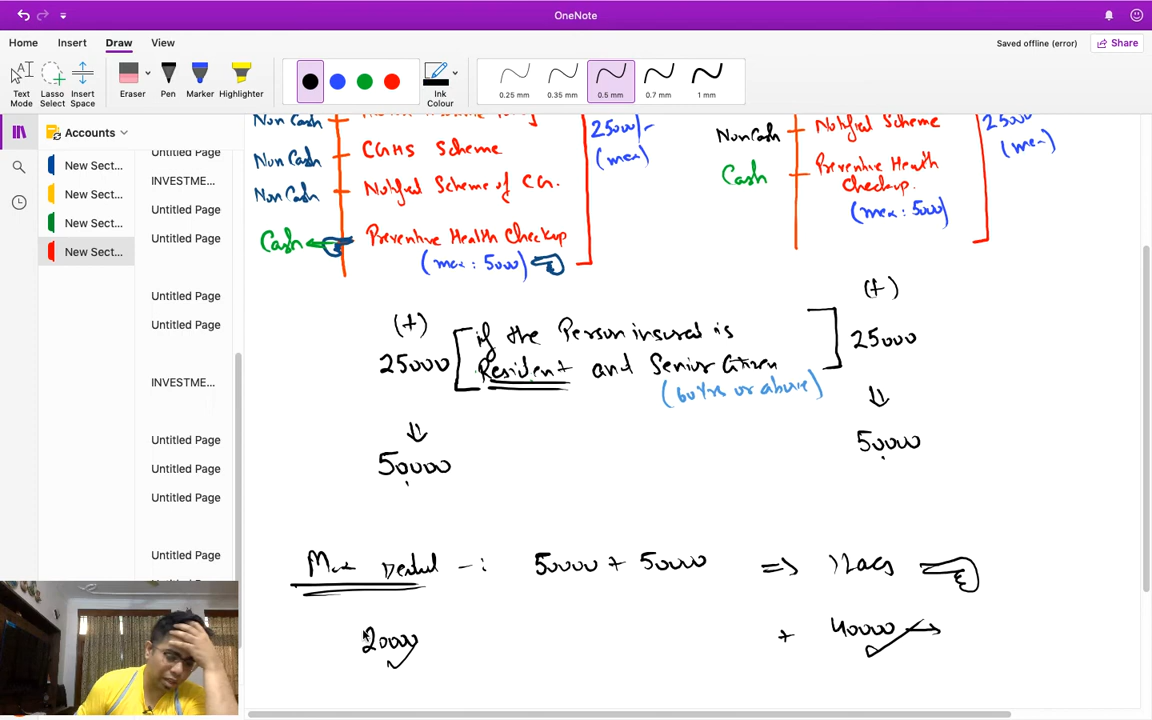 OneNote
Home Insert Draw View
Saved offline (error)
Share
Text Mode
Lasso Select
Insert Space
Eraser
Pen
Marker
Highlighter
Ink Colour
0.25 mm
0.35 mm
0.5 mm
0.7 mm
1 mm
Accounts
New Sect...
New Sect...
New Sect...
New Sect...
Untitled Page
INVESTME...
Untitled Page
Untitled Page
Untitled Page
Untitled Page
INVESTME...
Untitled Page
Untitled Page
Untitled Page
Untitled Page
Non Cash
Non Cash CGHS Scheme
Non Cash Notified Scheme of CG.
Cash Preventive Health Checkup
(max : 5000)
25000/-
(max)
Non Cash Notified Scheme
Cash Preventive Health
Checkup.
(max : 5000)
25000
(max)
(+)
25000
if the Person insured is
Resident and Senior Citizen
(60 Yrs or above)
(+)
25000
50000
50000
50000 + 50000 => 1 Lacs
20000 + 40000